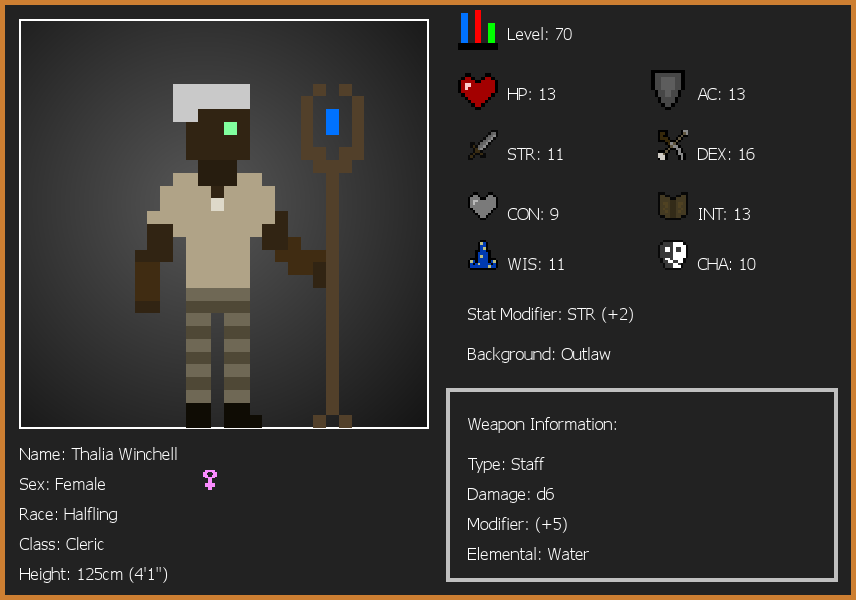 Level: 70
HP: 13
AC: 13
STR: 11
DEX: 16
CON: 9
INT: 13
WIS: 11
CHA: 10
Stat Modifier: STR (+2)
Background: Outlaw
Weapon Information:
Type: Staff
Damage: d6
Modifier: (+5)
Elemental: Water
Name: Thalia Winchell
Sex: Female
Race: Halfling
Class: Cleric
Height: 125cm (4'1")